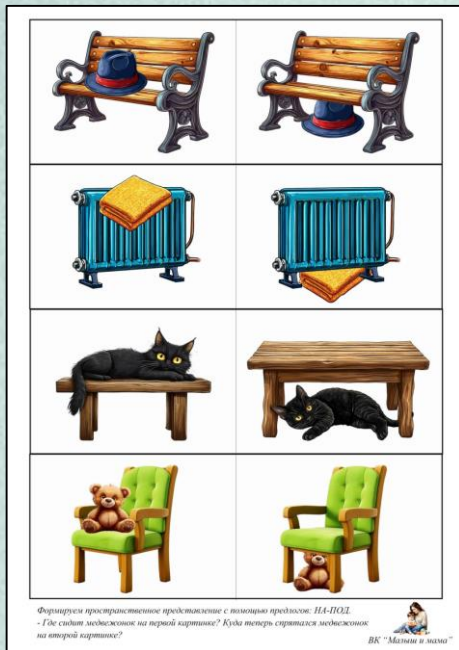 Формируем пространственное представление с помощью предлогов: НА-ПОД.
- Где сидит медвежонок на первой картинке? Куда теперь спрятался медвежонок
на второй картинке?
ВК "Малыш и мама"